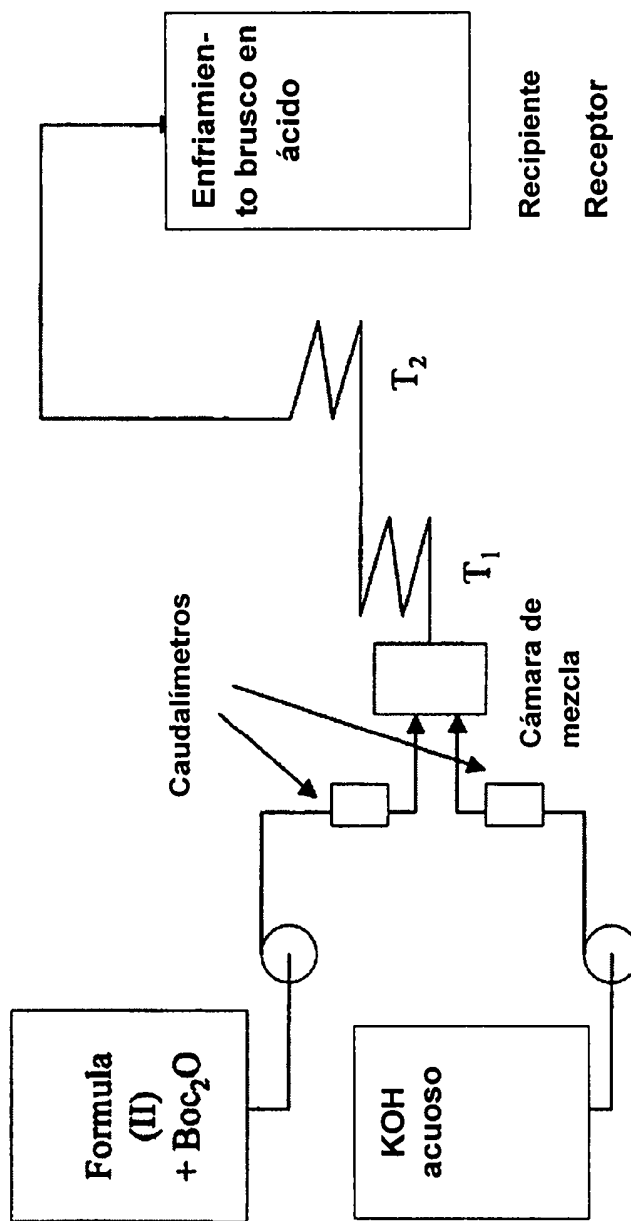 Formula
(II)
+ Boc₂O
KOH
acuoso
Caudalímetros
Cámara de
mezcla
T₁
T₂
Enfriamien-
to brusco en
ácido
Recipiente
Receptor